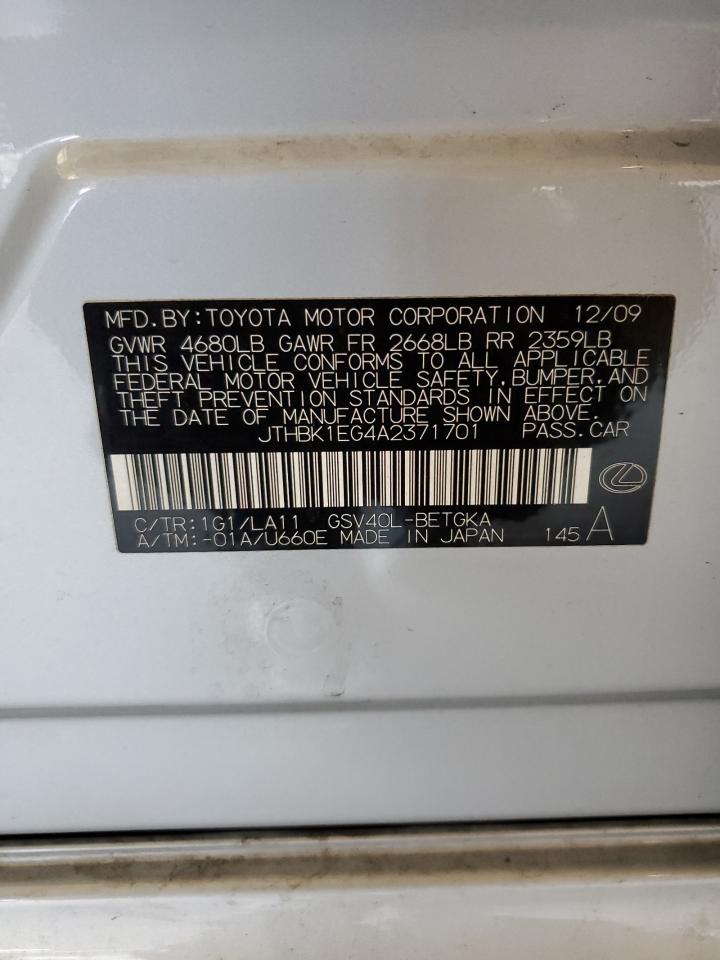 MFD.BY:TOYOTA MOTOR CORPORATION 12/09
GVWR 4680LB GAWR FR 2668LB RR 2359LB
THIS VEHICLE CONFORMS TO ALL APPLICABLE
FEDERAL MOTOR VEHICLE SAFETY,BUMPER,AND
THEFT PREVENTION STANDARDS IN EFFECT ON
THE DATE OF MANUFACTURE SHOWN ABOVE.
JTHBK1EG4A2371701 PASS.CAR
C/TR:1G1/LA11 GSV40L-BETGKA
A/TM:-01A/U660E MADE IN JAPAN 145 A